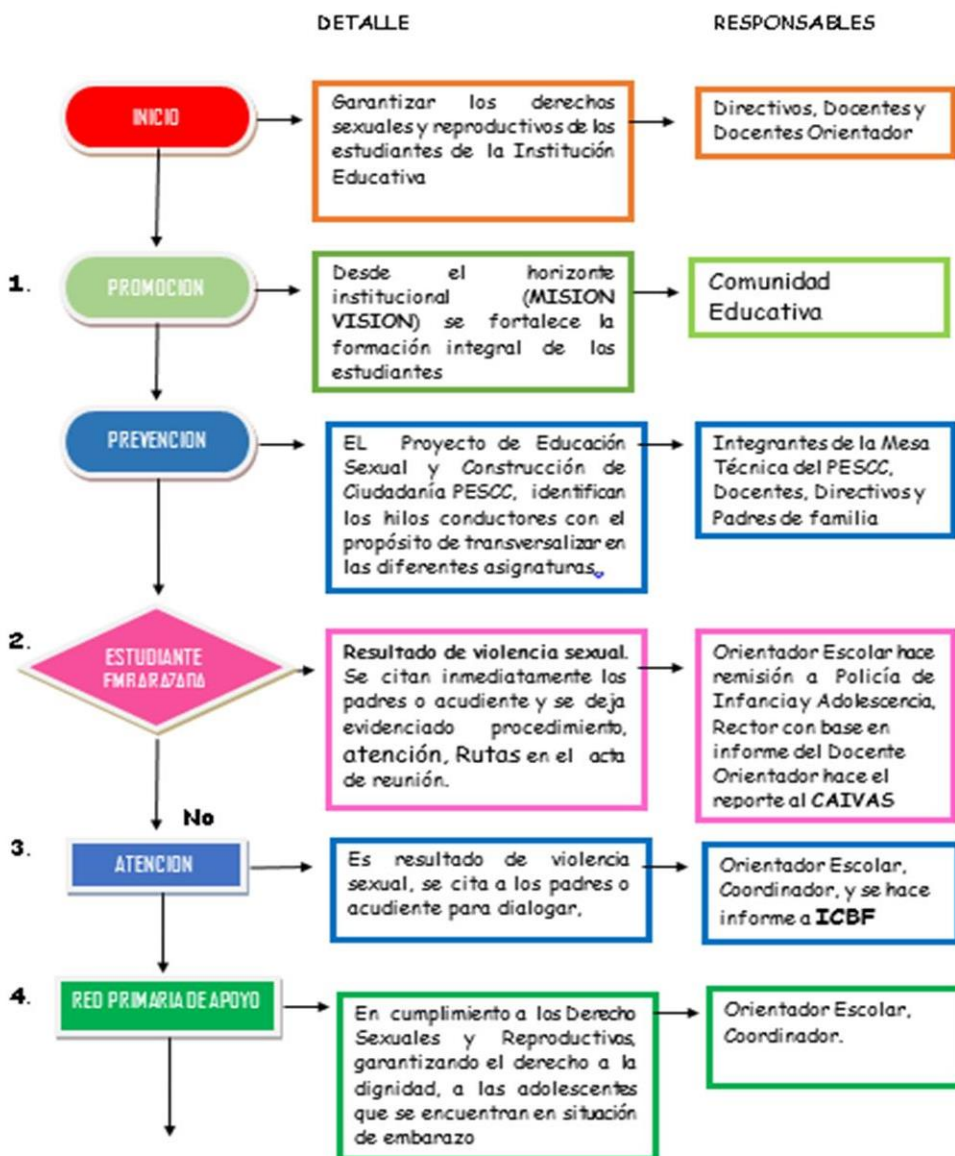 DETALLE
RESPONSABLES
INICIO
Garantizar los derechos
sexuales y reproductivos de los
estudiantes de la Institución
Educativa
Directivos, Docentes y
Docentes Orientador
1.
PROMOCION
Desde el horizonte
institucional (MISION
VISION) se fortalece la
formación integral de los
estudiantes
Comunidad
Educativa
PREVENCION
EL Proyecto de Educación
Sexual y Construcción de
Ciudadanía PESCC, identifican
los hilos conductores con el
propósito de transversalizar en
las diferentes asignaturas.
Integrantes de la Mesa
Técnica del PESCC,
Docentes, Directivos y
Padres de familia
2.
ESTUDIANTE
EMBARAZADA
Resultado de violencia sexual.
Se citan inmediatamente los
padres o acudiente y se deja
evidenciado procedimiento,
atención, Rutas en el acta
de reunión.
Orientador Escolar hace
remisión a Policía de
Infancia y Adolescencia,
Rector con base en
informe del Docente
Orientador hace el
reporte al CAIVAS
No
3.
ATENCION
Es resultado de violencia
sexual, se cita a los padres o
acudiente para dialogar,
Orientador Escolar,
Coordinador, y se hace
informe a ICBF
4.
RED PRIMARIA DE APOYO
En cumplimiento a los Derecho
Sexuales y Reproductivos,
garantizando el derecho a la
dignidad, a las adolescentes
que se encuentran en situación
de embarazo
Orientador Escolar,
Coordinador.